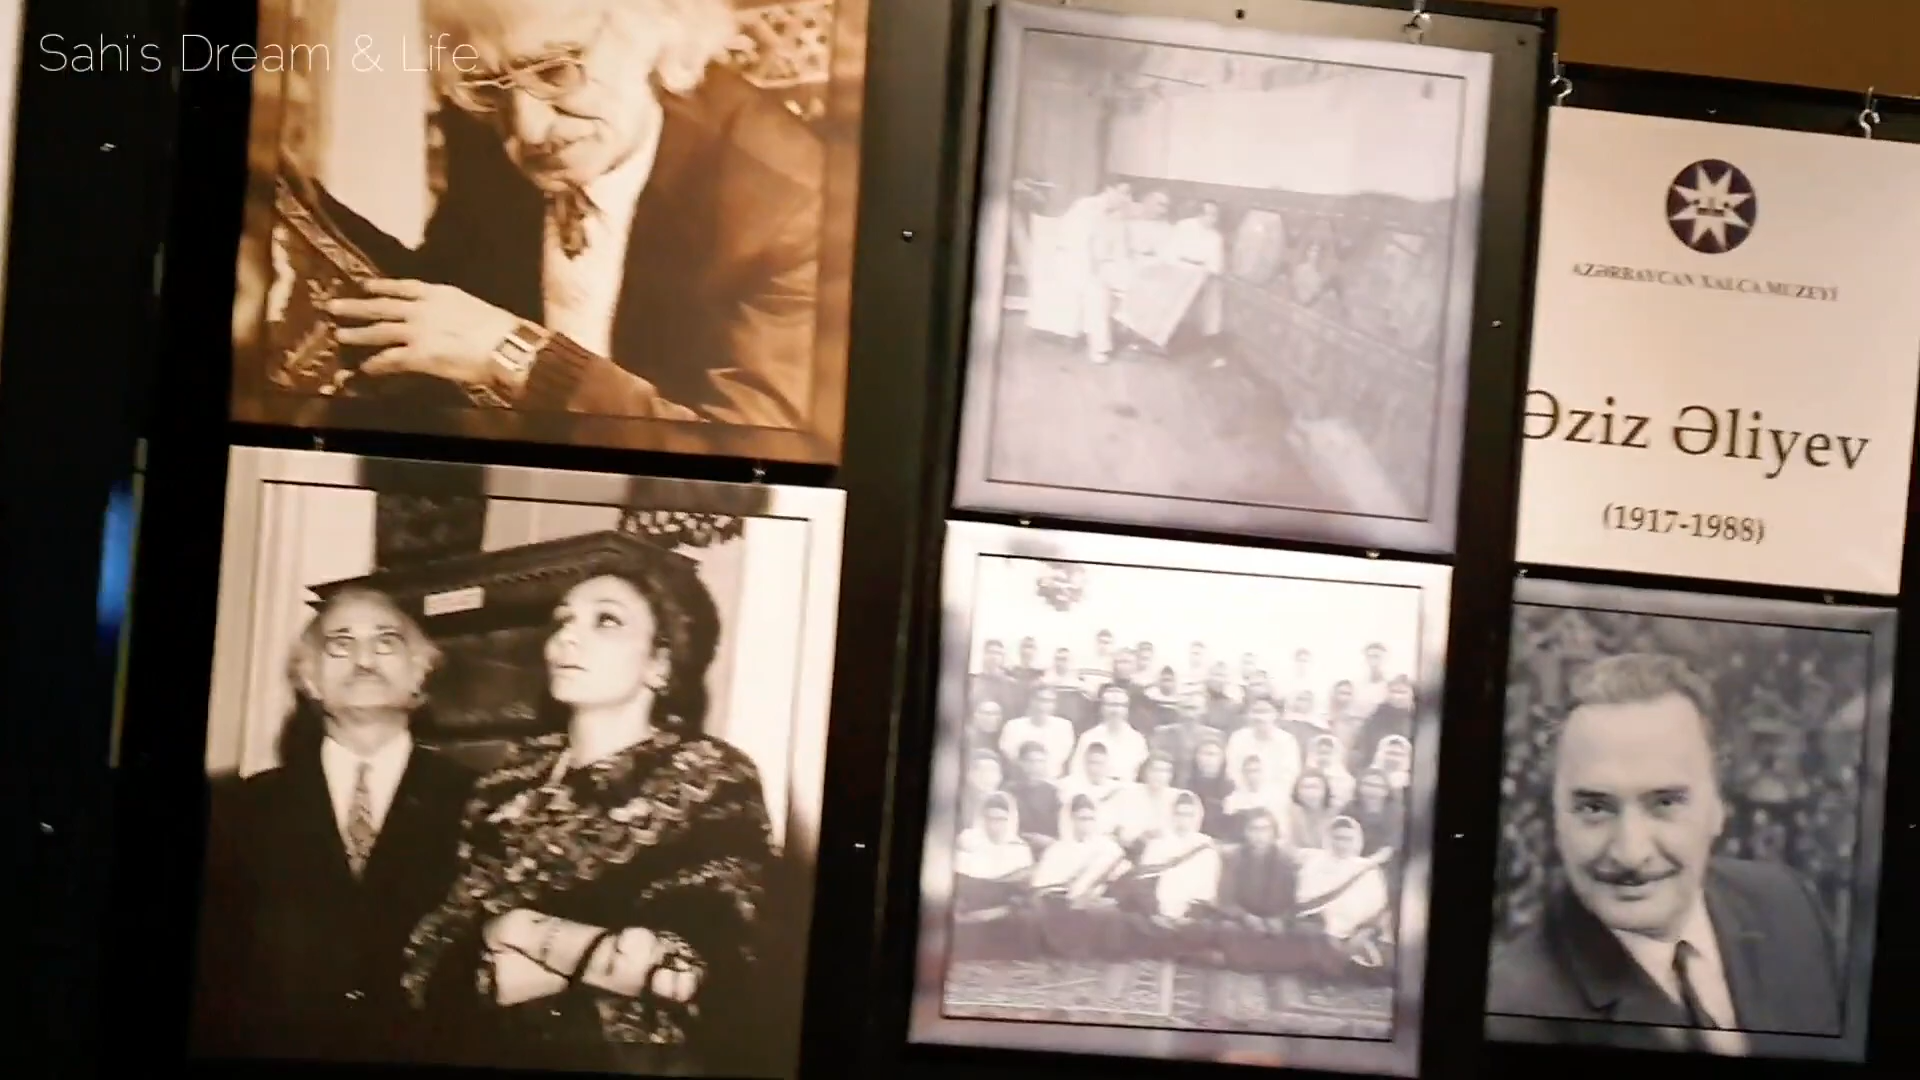 Sahi's Dream & Life
AZƏRBAYCAN XALÇA MUZEYİ
Əziz Əliyev
(1917-1988)